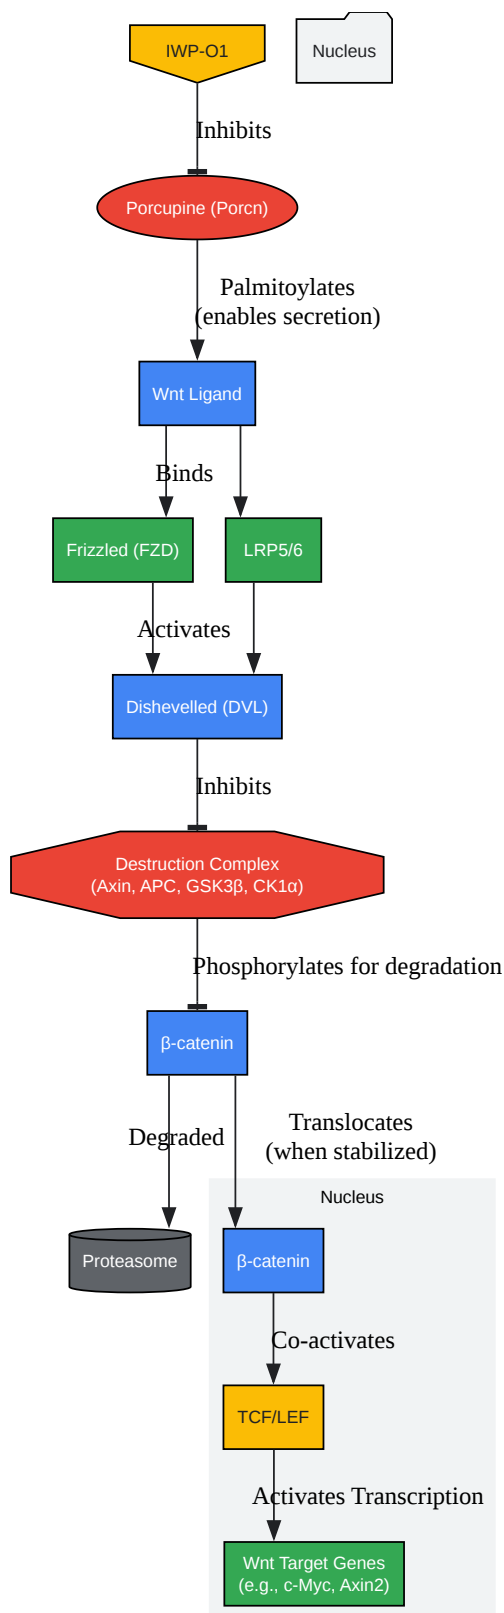 IWP-O1
Nucleus
Inhibits
Porcupine (Porcn)
Palmitoylates
(enables secretion)
Wnt Ligand
Binds
Frizzled (FZD)
LRP5/6
Activates
Dishevelled (DVL)
Inhibits
Destruction Complex
(Axin, APC, GSK3β, CK1α)
Phosphorylates for degradation
β-catenin
Degraded
Translocates
(when stabilized)
Nucleus
Proteasome
β-catenin
Co-activates
TCF/LEF
Activates Transcription
Wnt Target Genes
(e.g., c-Myc, Axin2)